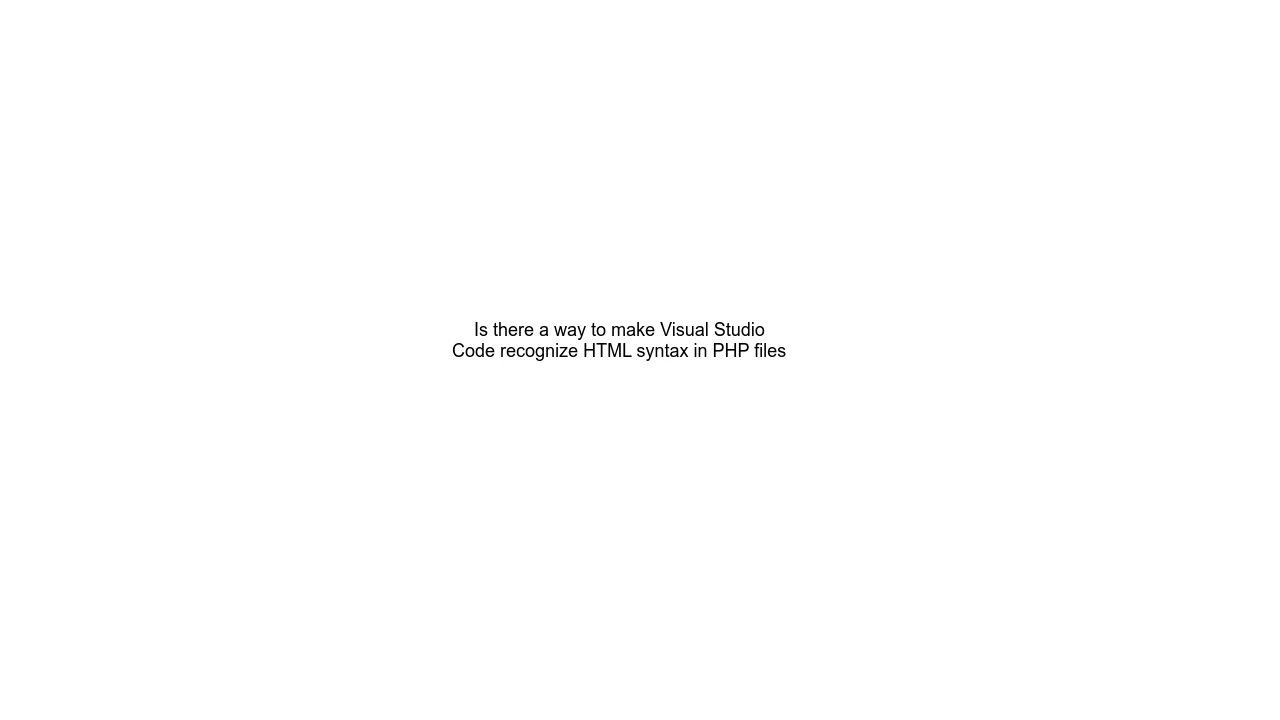 Is there a way to make Visual Studio
Code recognize HTML syntax in PHP files